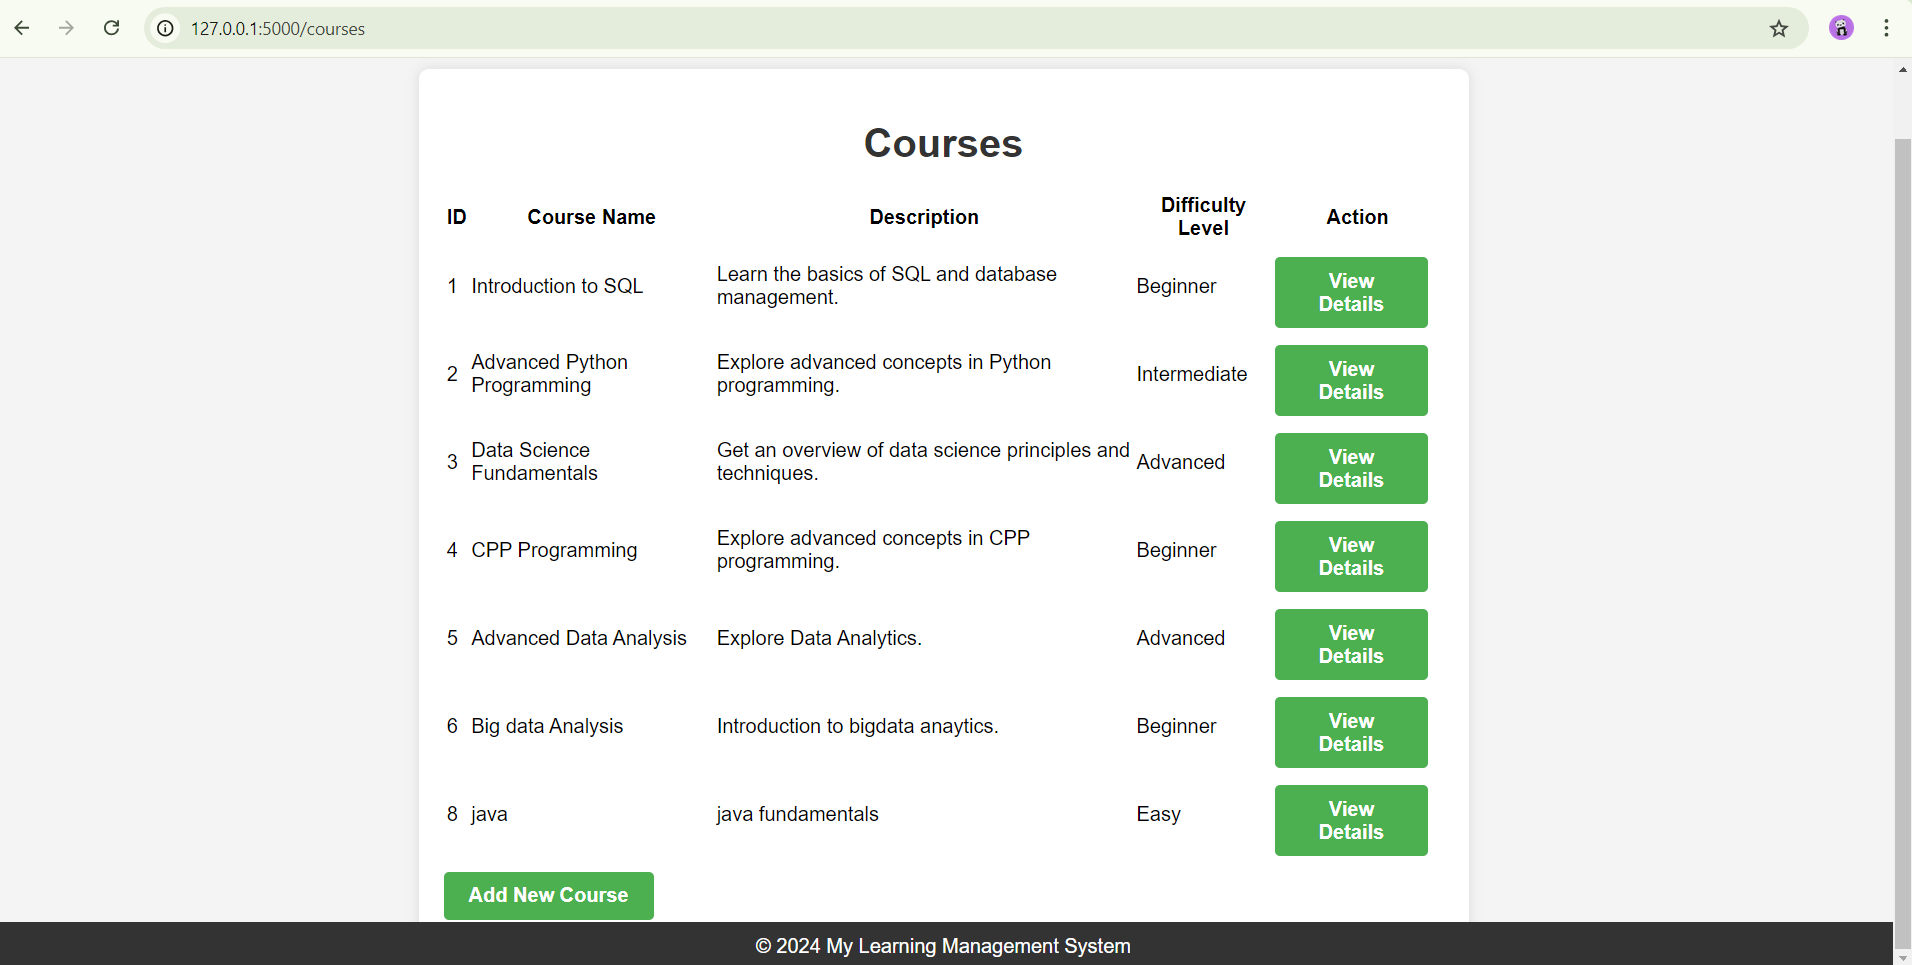 127.0.0.1:5000/courses
Courses
ID Course Name Description Difficulty Level Action
1 Introduction to SQL Learn the basics of SQL and database management. Beginner View Details
2 Advanced Python Programming Explore advanced concepts in Python programming. Intermediate View Details
3 Data Science Fundamentals Get an overview of data science principles and techniques. Advanced View Details
4 CPP Programming Explore advanced concepts in CPP programming. Beginner View Details
5 Advanced Data Analysis Explore Data Analytics. Advanced View Details
6 Big data Analysis Introduction to bigdata anaytics. Beginner View Details
8 java java fundamentals Easy View Details
Add New Course
© 2024 My Learning Management System